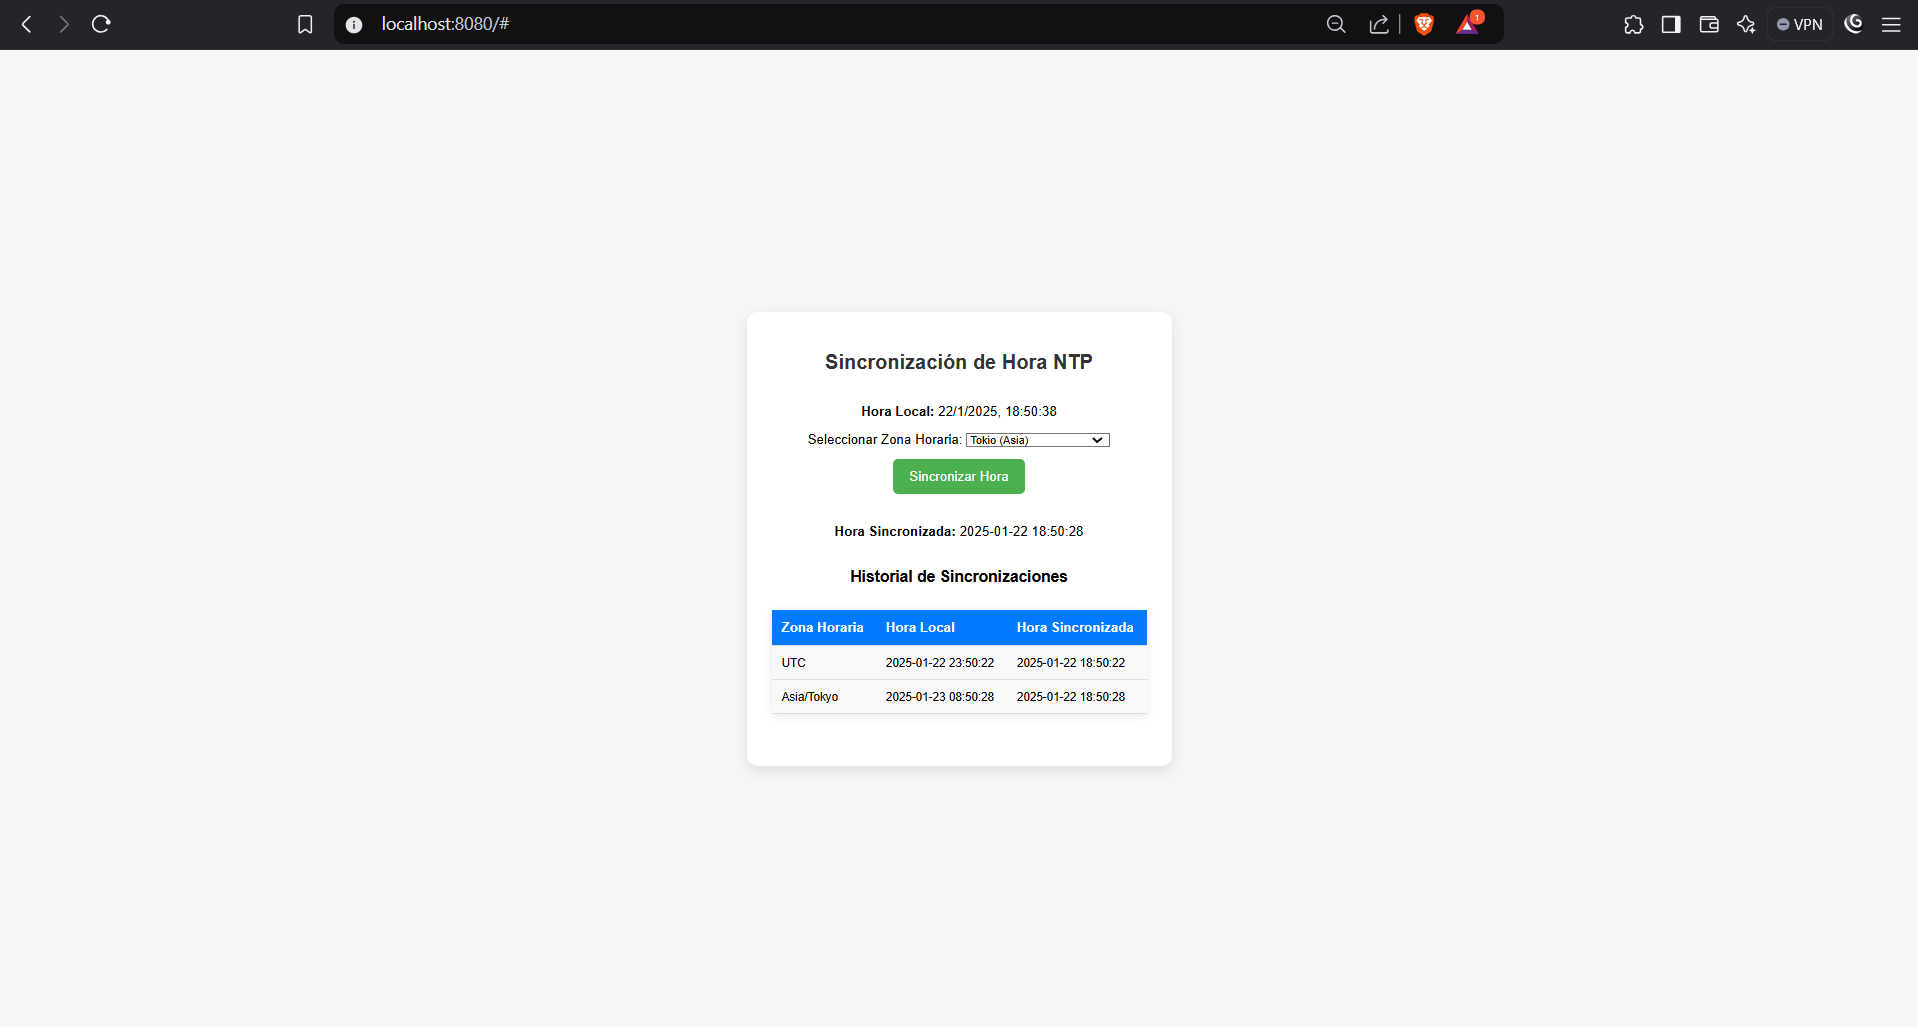 localhost:8080/#
1
VPN
Sincronización de Hora NTP
Hora Local: 22/1/2025, 18:50:38
Seleccionar Zona Horaria: Tokio (Asia)
Sincronizar Hora
Hora Sincronizada: 2025-01-22 18:50:28
Historial de Sincronizaciones
Zona Horaria Hora Local Hora Sincronizada
UTC 2025-01-22 23:50:22 2025-01-22 18:50:22
Asia/Tokyo 2025-01-23 08:50:28 2025-01-22 18:50:28